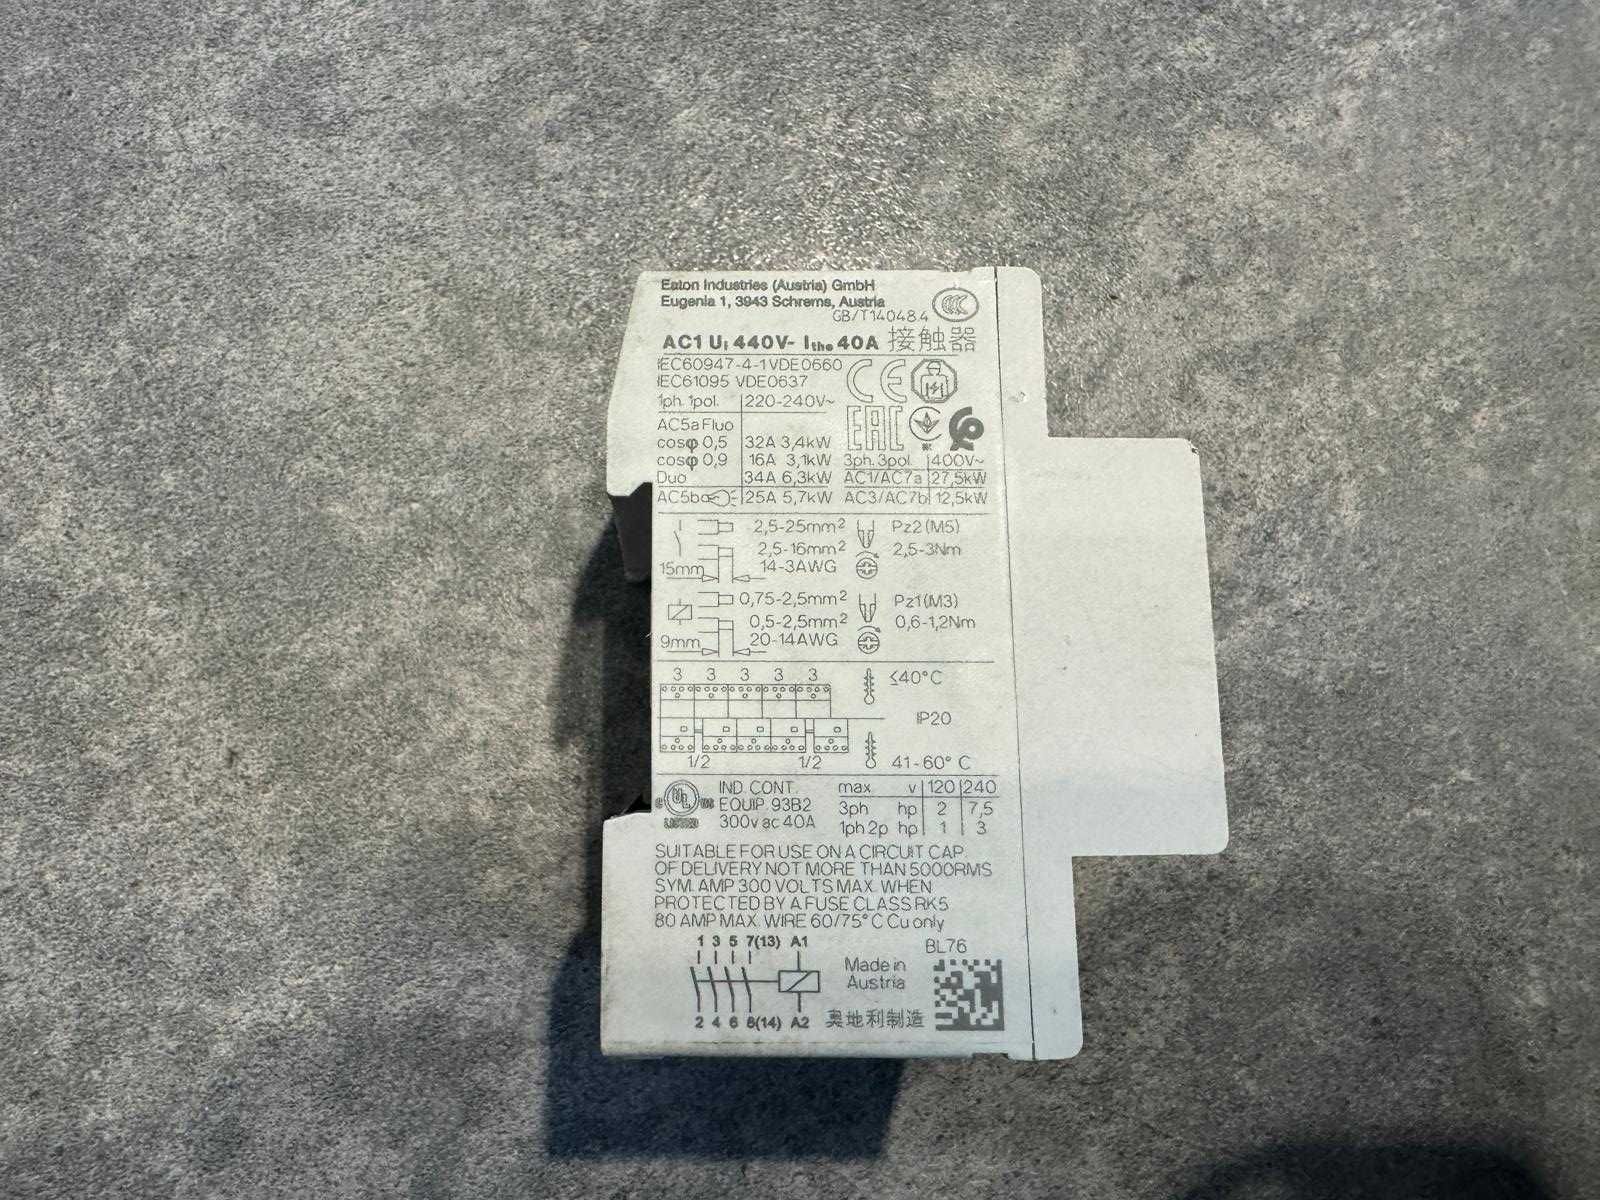 Eaton Industries (Austria) GmbH
Eugenia 1, 3943 Schrems, Austria
GB/T14048.4
CCC
AC1 Ui 440V~ Ithe 40A 接触器
IEC60947-4-1 VDE0660
IEC61095 VDE0637
CE
EAC
1ph. 1pol. 220-240V~
AC5a Fluo
cosφ 0,5 32A 3,4kW
cosφ 0,9 16A 3,1kW
Duo 34A 6,3kW
AC5b 25A 5,7kW
3ph. 3pol. 400V~
AC1/AC7a 27,5kW
AC3/AC7b 12,5kW
2,5-25mm² Pz2(M5)
2,5-16mm² 2,5-3Nm
15mm 14-3AWG
0,75-2,5mm² Pz1(M3)
0,5-2,5mm² 0,6-1,2Nm
9mm 20-14AWG
3 3 3 3 3
≤40°C
IP20
1/2 1/2 41-60°C
C UL US LISTED
IND. CONT.
EQUIP. 93B2
300v ac 40A
max. v 120 240
3ph hp 2 7,5
1ph 2p hp 1 3
SUITABLE FOR USE ON A CIRCUIT CAP.
OF DELIVERY NOT MORE THAN 5000RMS
SYM. AMP 300 VOLTS MAX. WHEN
PROTECTED BY A FUSE CLASS RK5
80 AMP MAX. WIRE 60/75°C Cu only
1 3 5 7(13) A1
2 4 6 8(14) A2
BL76
Made in
Austria
奥地利制造